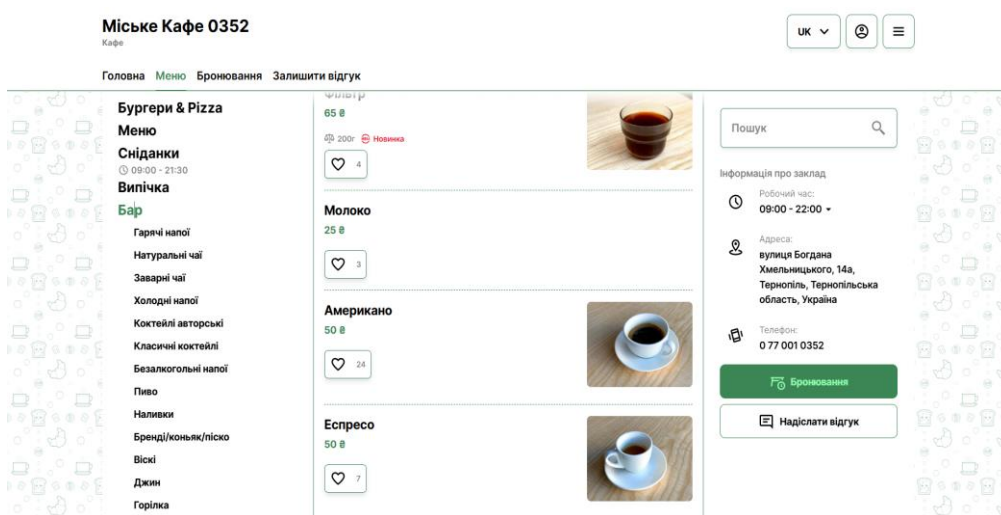 Міське Кафе 0352
Кафе
UK
Головна Меню Бронювання Залишити відгук
Бургери & Pizza
Меню
Сніданки
09:00 - 21:30
Випічка
Бар
Гарячі напої
Натуральні чаї
Заварні чаї
Холодні напої
Коктейлі авторські
Класичні коктейлі
Безалкогольні напої
Пиво
Наливки
Бренді/коньяк/піско
Віскі
Джин
Горілка
Фільтр
65 ₴
200г Новинка
4
Молоко
25 ₴
3
Американо
50 ₴
24
Еспресо
50 ₴
7
Пошук
Інформація про заклад
Робочий час:
09:00 - 22:00
Адреса:
вулиця Богдана
Хмельницького, 14а,
Тернопіль, Тернопільська
область, Україна
Телефон:
0 77 001 0352
Бронювання
Надіслати відгук